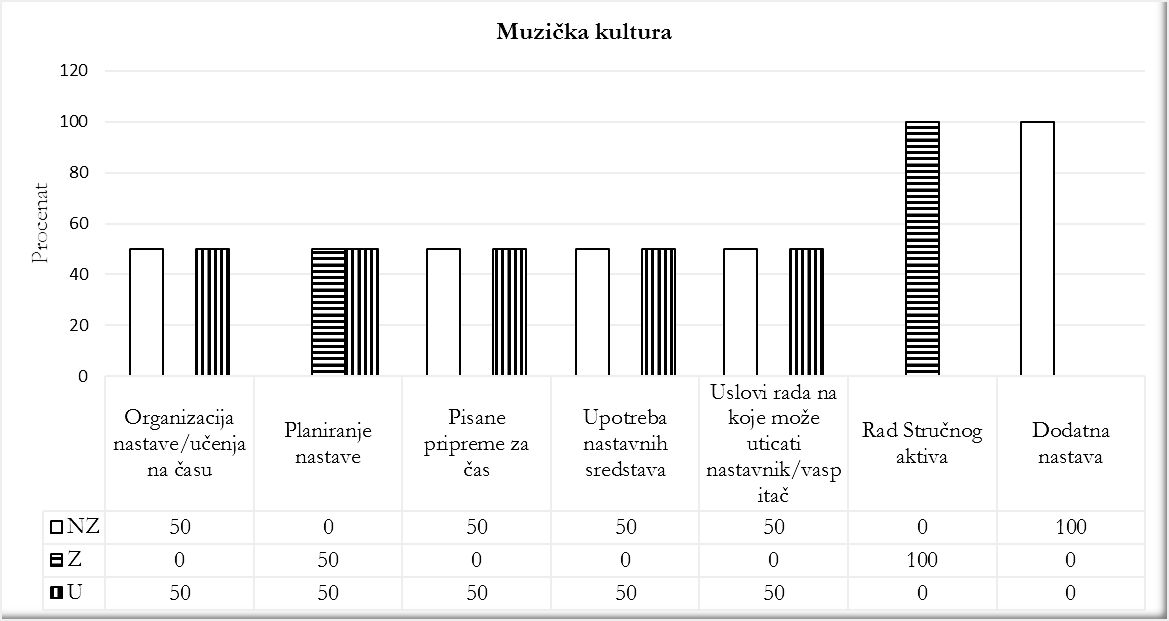 Muzička kultura
120
100
80
60
40
20
0
Procenat
Organizacija
nastave/učenja
na času
Planiranje
nastave
Pisane
pripreme za
čas
Upotreba
nastavnih
sredstava
Uslovi rada na
koje može
uticati
nastavnik/vasp
itač
Rad Stručnog
aktiva
Dodatna
nastava
NZ 50 0 50 50 50 0 100
Z 0 50 0 0 0 100 0
U 50 50 50 50 50 0 0